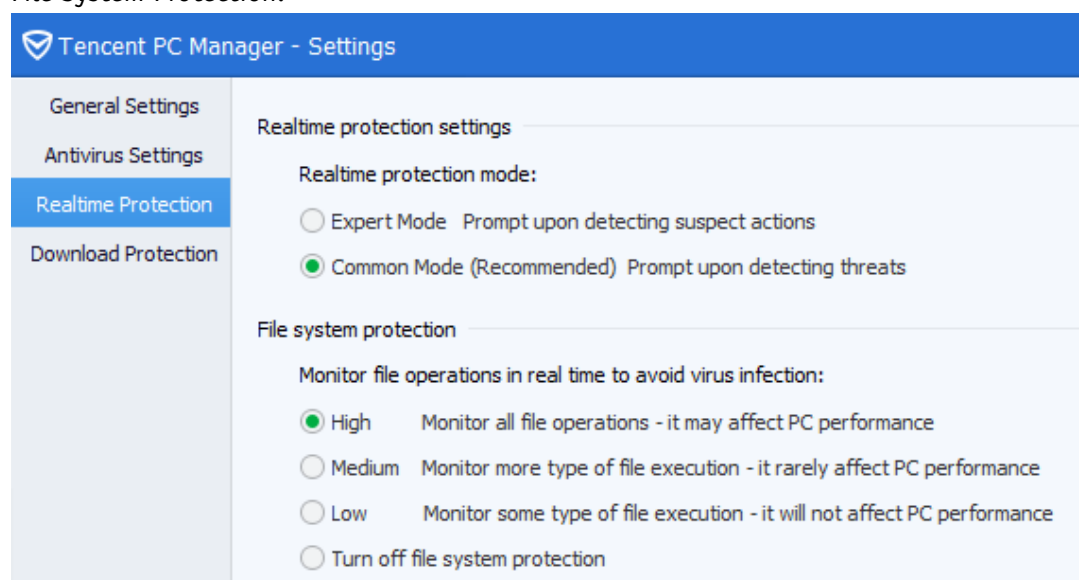 Tencent PC Manager - Settings
General Settings
Antivirus Settings
Realtime Protection
Download Protection
Realtime protection settings
Realtime protection mode:
Expert Mode Prompt upon detecting suspect actions
Common Mode (Recommended) Prompt upon detecting threats
File system protection
Monitor file operations in real time to avoid virus infection:
High Monitor all file operations - it may affect PC performance
Medium Monitor more type of file execution - it rarely affect PC performance
Low Monitor some type of file execution - it will not affect PC performance
Turn off file system protection